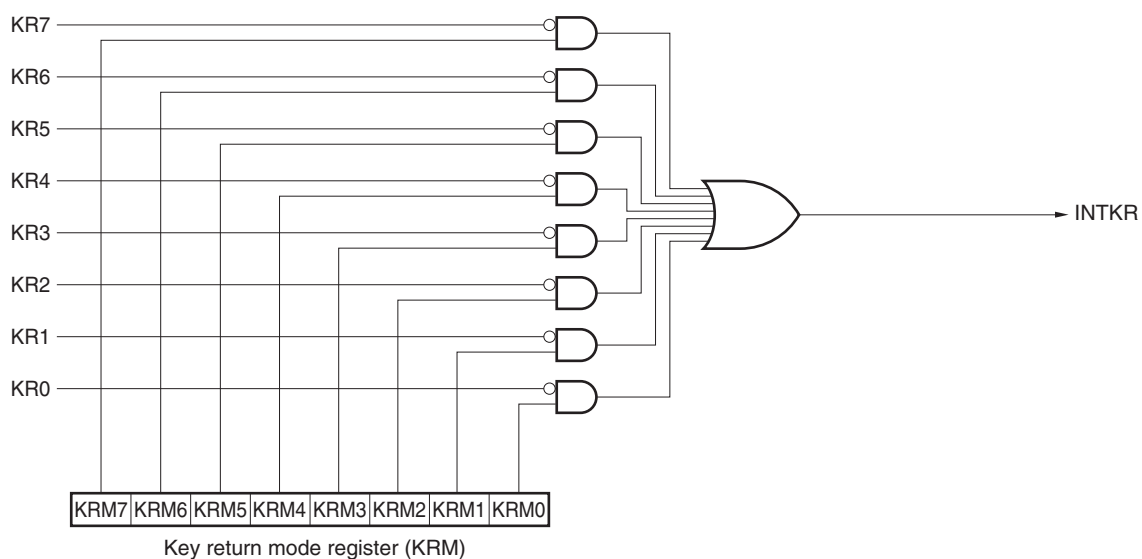 KR7
KR6
KR5
KR4
KR3
KR2
KR1
KR0
INTKR
KRM7 KRM6 KRM5 KRM4 KRM3 KRM2 KRM1 KRM0
Key return mode register (KRM)